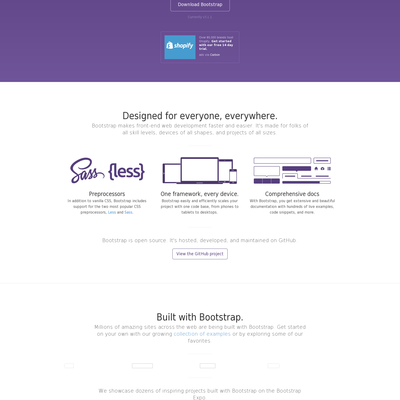 Download Bootstrap
shopify
Over 90,000 brands trust
Shopify. Get started
with our free 14-day
trial.
Designed for everyone, everywhere.
Bootstrap makes front-end web development faster and easier. It's made for folks of
all skill levels, devices of all shapes, and projects of all sizes.
Sass {less}
Preprocessors
One framework, every device.
Comprehensive docs
In addition to vanilla CSS, Bootstrap includes
support for the two most popular CSS
preprocessors, Less and Sass.
Bootstrap easily and efficiently scales your
project with one code base, from phones to
tablets to desktops.
With Bootstrap, you get extensive and beautiful
documentation with hundreds of live examples,
code snippets, and more.
Bootstrap is open source. It's hosted, developed, and maintained on GitHub.
View the GitHub project
Built with Bootstrap.
Millions of amazing sites across the web are being built with Bootstrap. Get started
on your own with our growing collection of examples or by exploring some of our
favorites.
We showcase dozens of inspiring projects built with Bootstrap on the Bootstrap
Expo.